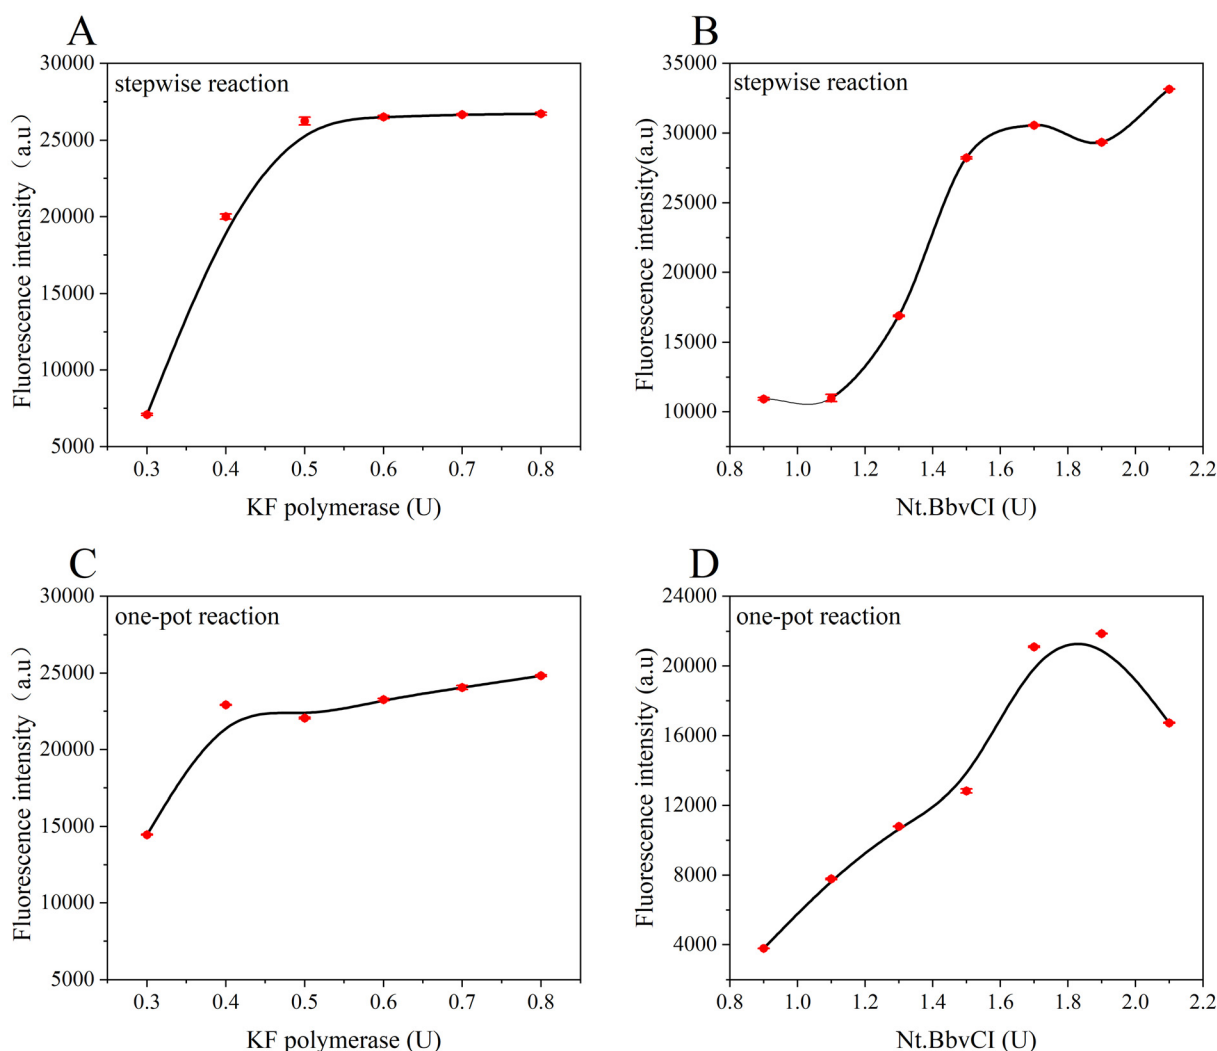 A
B
stepwise reaction
30000
25000
20000
15000
10000
5000
Fluorescence intensity（a.u）
0.3 0.4 0.5 0.6 0.7 0.8
KF polymerase (U)
stepwise reaction
35000
30000
25000
20000
15000
10000
Fluorescence intensity(a.u)
0.8 1.0 1.2 1.4 1.6 1.8 2.0 2.2
Nt.BbvCI (U)
C
D
one-pot reaction
30000
25000
20000
15000
10000
5000
Fluorescence intensity（a.u）
0.3 0.4 0.5 0.6 0.7 0.8
KF polymerase (U)
one-pot reaction
24000
20000
16000
12000
8000
4000
Fluorescence intensity (a.u)
0.8 1.0 1.2 1.4 1.6 1.8 2.0 2.2
Nt.BbvCI (U)